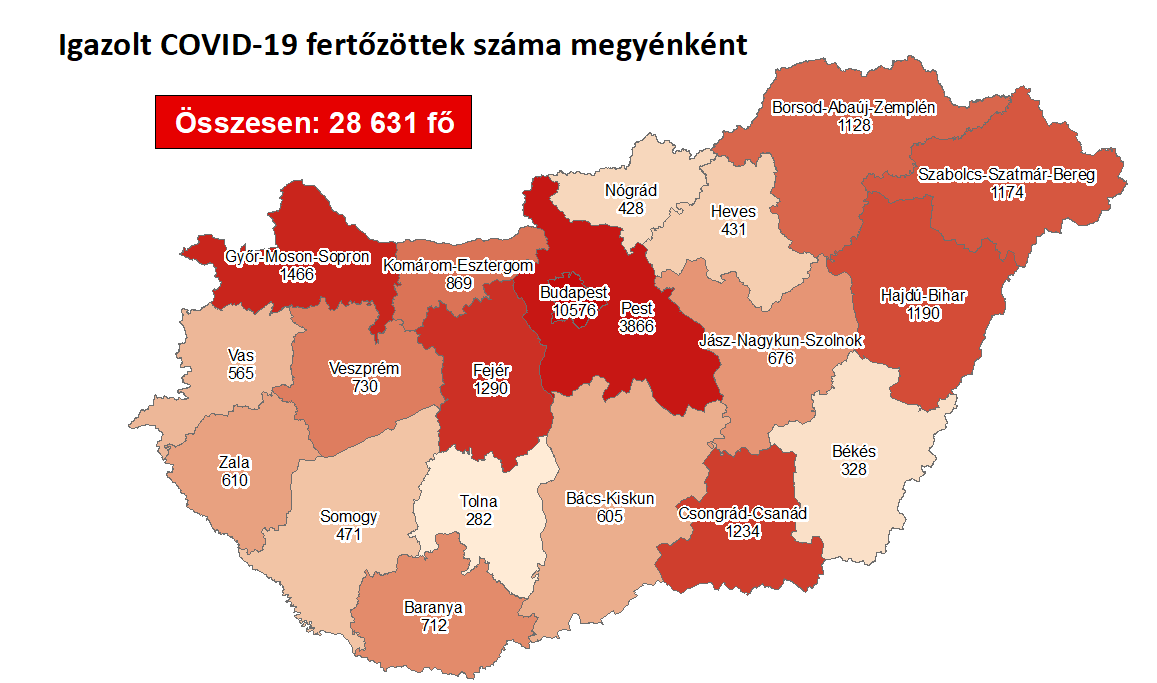 Igazolt COVID-19 fertőzöttek száma megyénként
Összesen: 28 631 fő
Borsod-Abaúj-Zemplén
1128
Szabolcs-Szatmár-Bereg
1174
Nógrád
428
Heves
431
Győr-Moson-Sopron
1466
Komárom-Esztergom
869
Budapest
10576
Pest
3866
Hajdú-Bihar
1190
Jász-Nagykun-Szolnok
676
Vas
565
Veszprém
730
Fejér
1290
Békés
328
Zala
610
Tolna
282
Bács-Kiskun
605
Somogy
471
Csongrád-Csanád
1234
Baranya
712